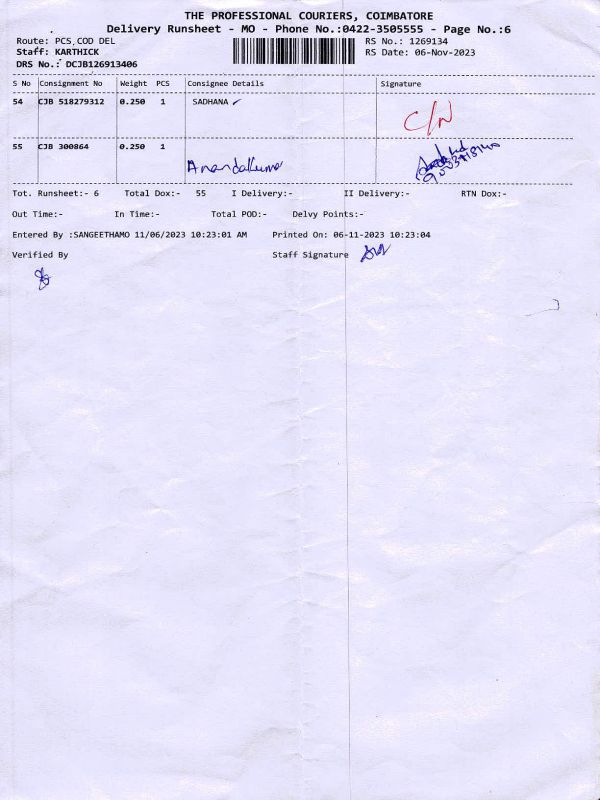 THE PROFESSIONAL COURIERS, COIMBATORE
Delivery Runsheet - MO - Phone No.:0422-3505555 - Page No.:6
Route: PCS,COD DEL RS No.: 1269134
Staff: KARTHICK RS Date: 06-Nov-2023
DRS No.: DCJB126913406
S No Consignment No Weight PCS Consignee Details Signature
54 CJB 518279312 0.250 1 SADHANA
C/N
55 CJB 300864 0.250 1
Anandakumar
Tot. Runsheet:- 6 Total Dox:- 55 I Delivery:- II Delivery:- RTN Dox:-
Out Time:- In Time:- Total POD:- Delvy Points:-
Entered By :SANGEETHAMO 11/06/2023 10:23:01 AM Printed On: 06-11-2023 10:23:04
Verified By Staff Signature